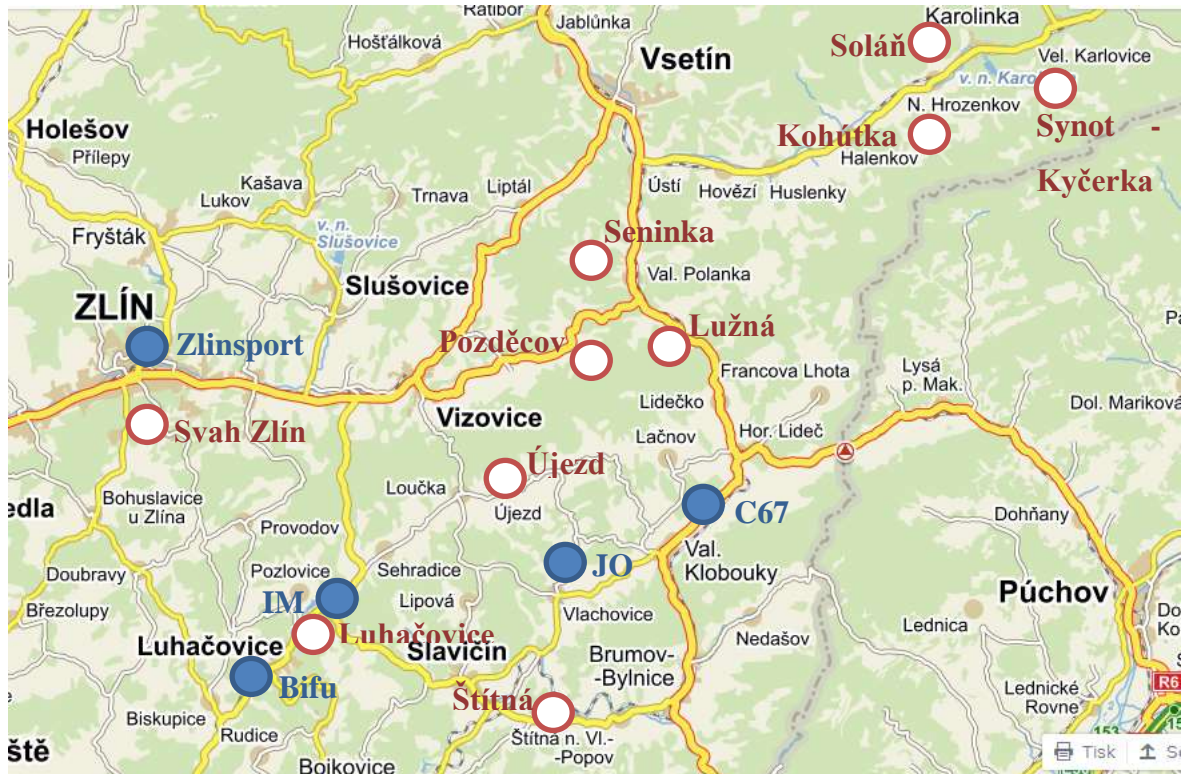 Ratibor
Jablůnka
Karolinka
Hošťálková
Soláň
Vsetín
Vel. Karlovice
v. n.
Holešov
N. Hrozenkov
Přílepy
Kohútka
Synot -
Halenkov
Kašava
Trnava
Liptál
Ústí
Hovězí
Huslenky
Kyčerka
Lukov
v. n.
Slušovice
Fryšták
Seninka
Val. Polanka
Slušovice
ZLÍN
Zlinsport
Pozděcov
Lužná
Francova Lhota
Lysá
p. Mak.
Lidečko
Dol. Mariková
Vizovice
Svah Zlín
Lačnov
Hor. Lideč
Újezd
Loučka
Bohuslavice
u Zlína
Újezd
C67
edla
Provodov
Dohňany
Val.
Klobouky
Doubravy
Pozlovice
Sehradice
JO
Púchov
IM
Lipová
Vlachovice
Březolupy
Luhačovice
Luhačovice
Slavičín
Nedašov
Lednica
Brumov-
-Bylnice
Bifu
Štítná
Lednické
Rovne
R6
Biskupice
Rudice
Štítná n. Vl.-
-Popov
153
ště
Bojkovice
Tisk